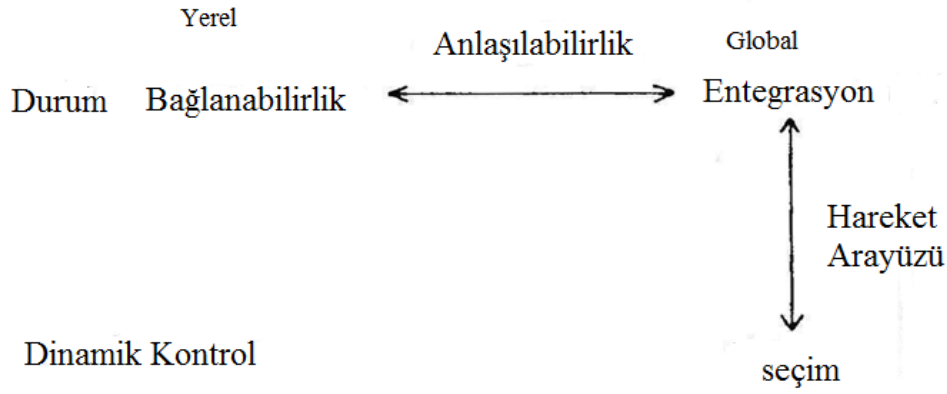 Yerel
Anlaşılabilirlik
Global
Durum Bağlanabilirlik
Entegrasyon
Hareket
Arayüzü
Dinamik Kontrol
seçim